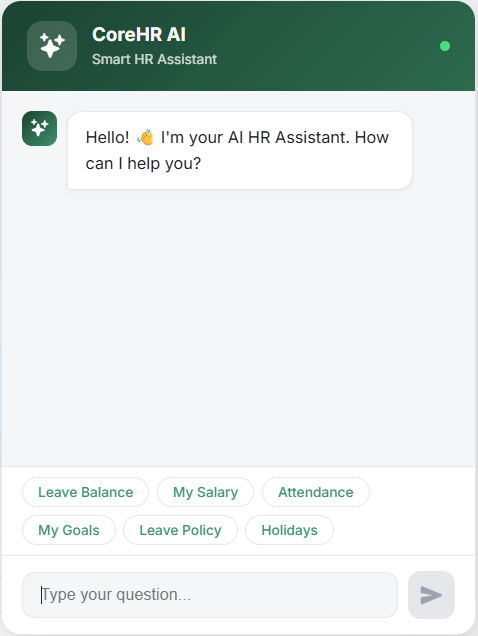 CoreHR AI
Smart HR Assistant
Hello! 👋 I'm your AI HR Assistant. How
can I help you?
Leave Balance
My Salary
Attendance
My Goals
Leave Policy
Holidays
Type your question...